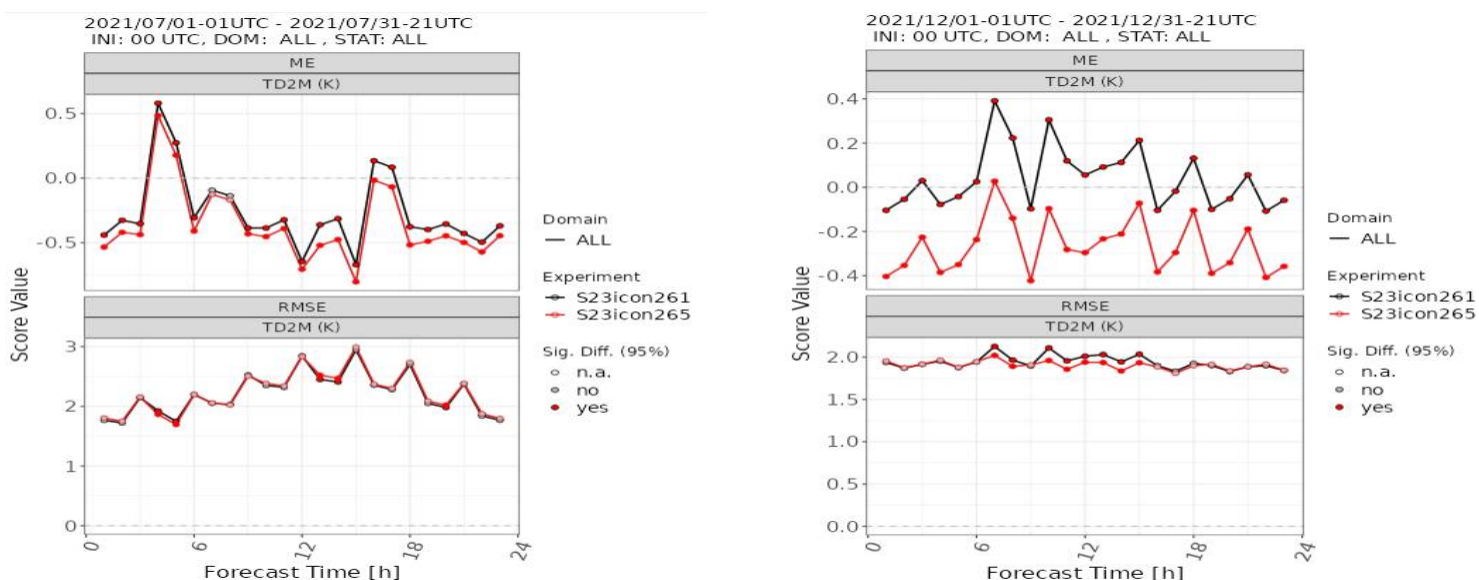 2021/07/01-01UTC - 2021/07/31-21UTC
INI: 00 UTC, DOM: ALL , STAT: ALL
ME
TD2M (K)
0.5
0.0
-0.5
RMSE
TD2M (K)
3
2
1
0
0
6
12
18
24
Score Value
Forecast Time [h]
Domain
ALL
Experiment
S23icon261
S23icon265
Sig. Diff. (95%)
n.a.
no
yes
2021/12/01-01UTC - 2021/12/31-21UTC
INI: 00 UTC, DOM: ALL , STAT: ALL
ME
TD2M (K)
0.4
0.2
0.0
-0.2
-0.4
RMSE
TD2M (K)
2.0
1.5
1.0
0.5
0.0
0
6
12
18
24
Score Value
Forecast Time [h]
Domain
ALL
Experiment
S23icon261
S23icon265
Sig. Diff. (95%)
n.a.
no
yes